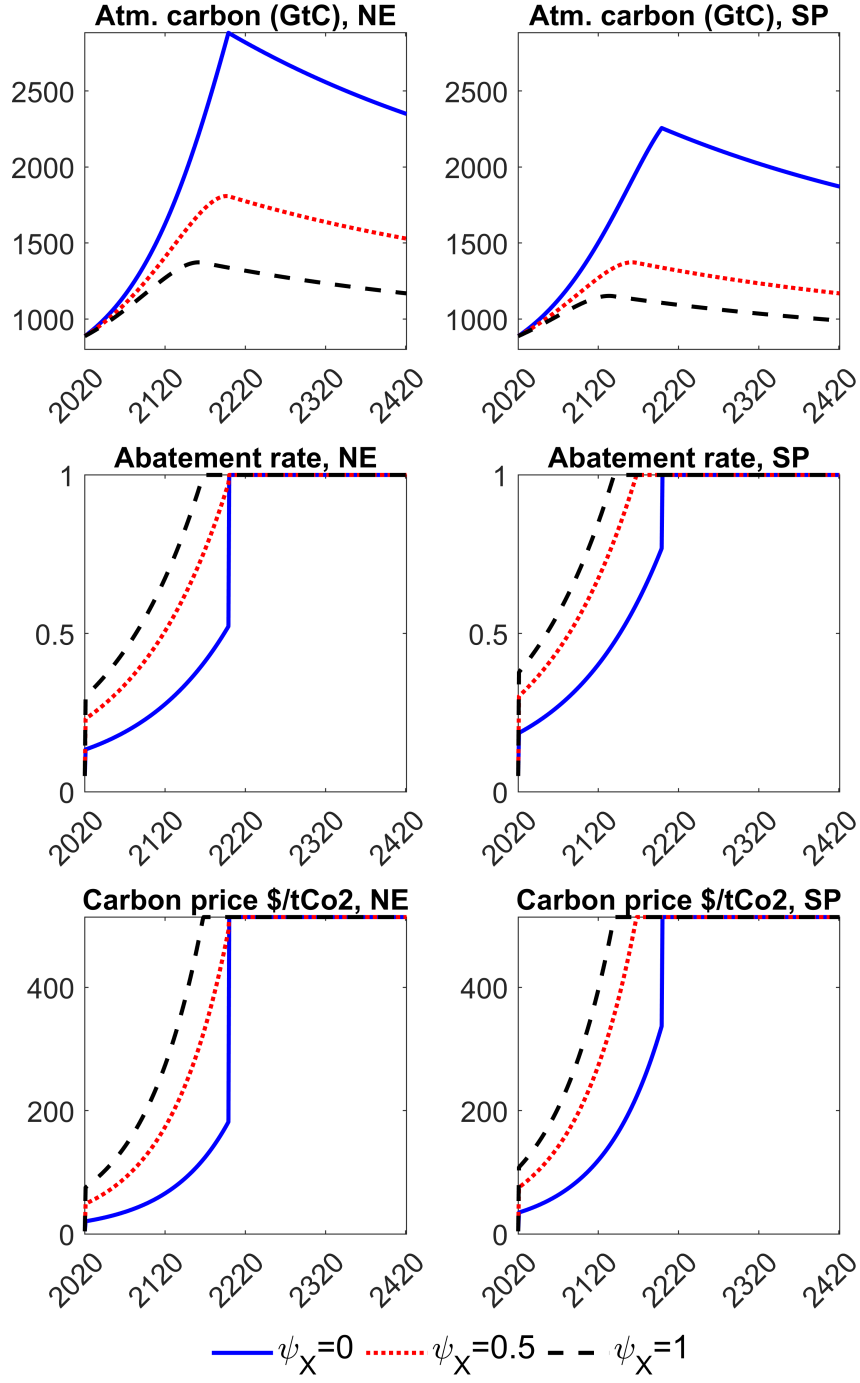 Atm. carbon (GtC), NE
2500
2000
1500
1000
2020 2120 2220 2320 2420
Atm. carbon (GtC), SP
2500
2000
1500
1000
2020 2120 2220 2320 2420
Abatement rate, NE
1
0.5
0
2020 2120 2220 2320 2420
Abatement rate, SP
1
0.5
0
2020 2120 2220 2320 2420
Carbon price $/tCo2, NE
400
200
0
2020 2120 2220 2320 2420
Carbon price $/tCo2, SP
400
200
0
2020 2120 2220 2320 2420
ψ_X=0 ψ_X=0.5 ψ_X=1